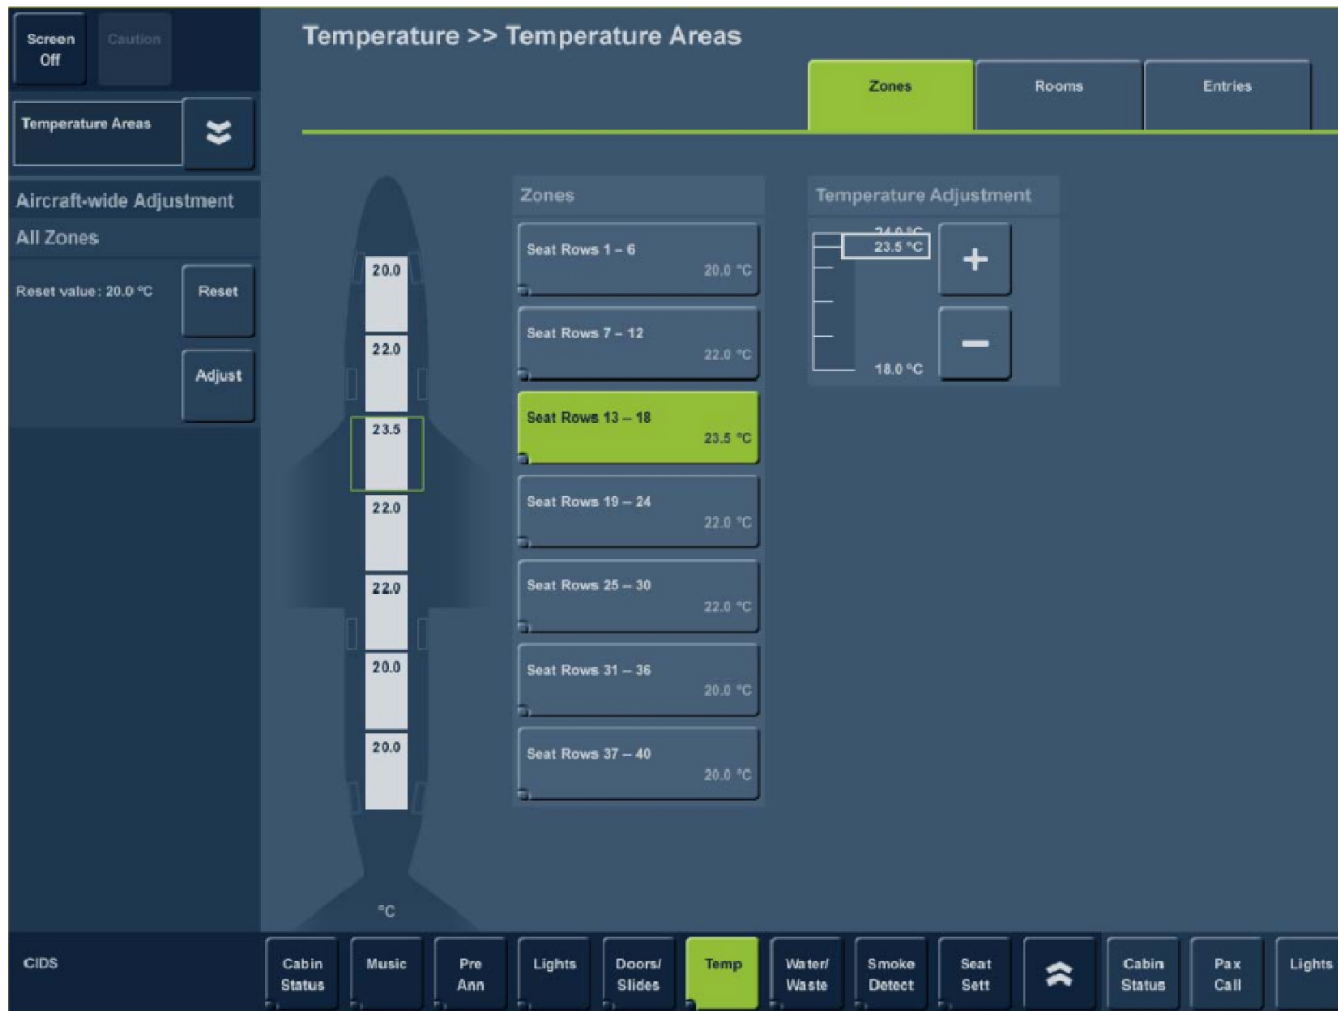 Screen
Off
Caution
Temperature >> Temperature Areas
Zones
Rooms
Entries
Temperature Areas
Aircraft-wide Adjustment
All Zones
Reset value: 20.0 °C
Reset
Adjust
20.0
22.0
23.5
22.0
22.0
20.0
20.0
°C
Zones
Seat Rows 1 – 6
20.0 °C
Seat Rows 7 – 12
22.0 °C
Seat Rows 13 – 18
23.5 °C
Seat Rows 19 – 24
22.0 °C
Seat Rows 25 – 30
22.0 °C
Seat Rows 31 – 36
20.0 °C
Seat Rows 37 – 40
20.0 °C
Temperature Adjustment
24.0 °C
23.5 °C
18.0 °C
+
–
CIDS
Cabin
Status
Music
Pre
Ann
Lights
Doors/
Slides
Temp
Water/
Waste
Smoke
Detect
Seat
Sett
Cabin
Status
Pax
Call
Lights